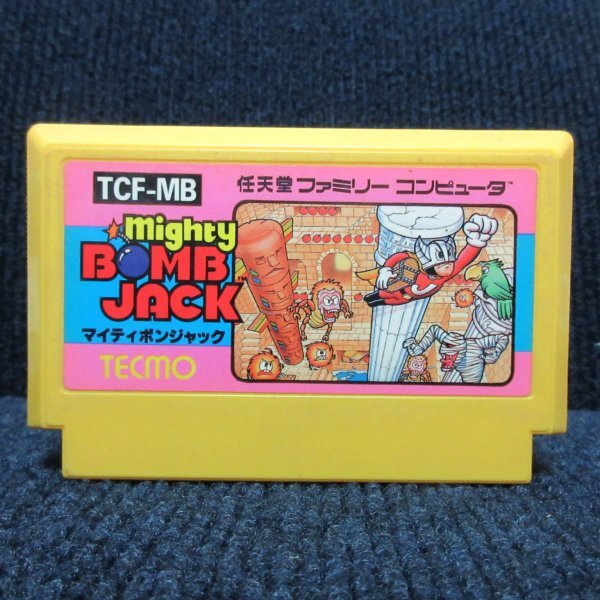 TCF-MB
任天堂 ファミリー コンピュータ™
mighty
BOMB
JACK
マイティボンジャック
TECMO